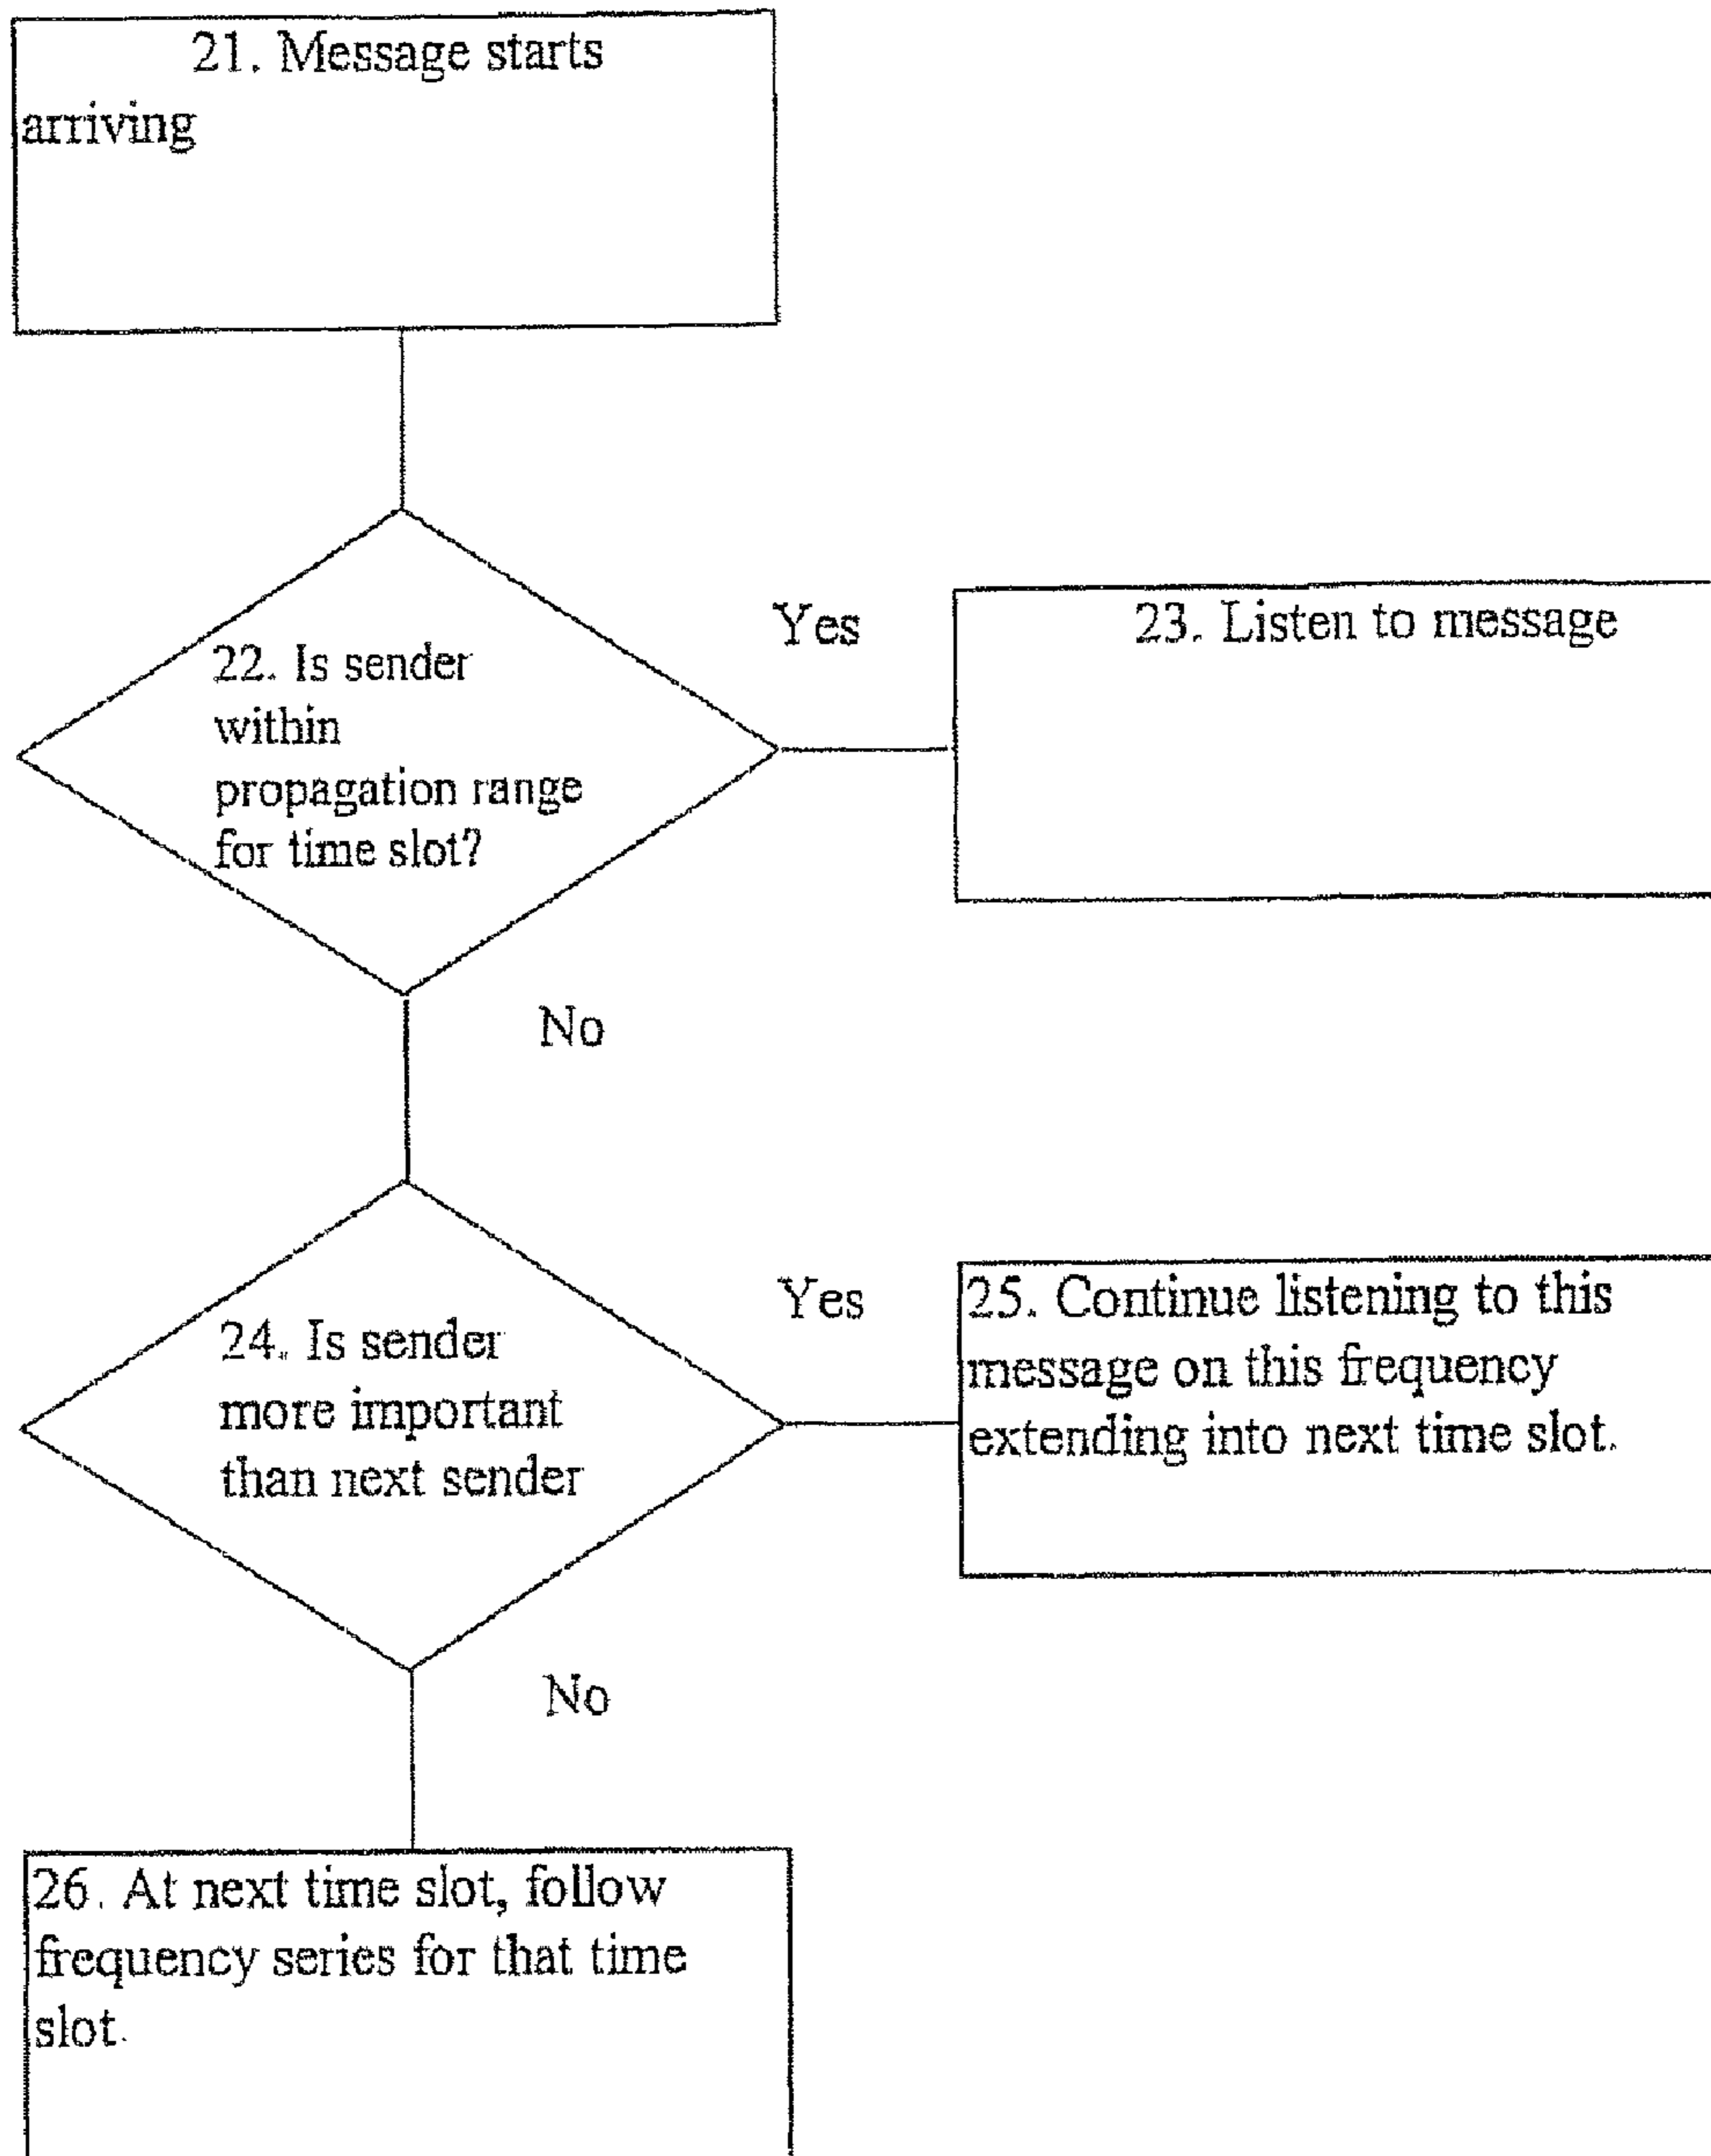 21. Message starts
arriving
Yes
23. Listen to message
22. Is sender
within
propagation range
for time slot?
No
Yes
25. Continue listening to this
message on this frequency
extending into next time slot.
24. Is sender
more important
than next sender
No
26. At next time slot, follow
frequency series for that time
slot.